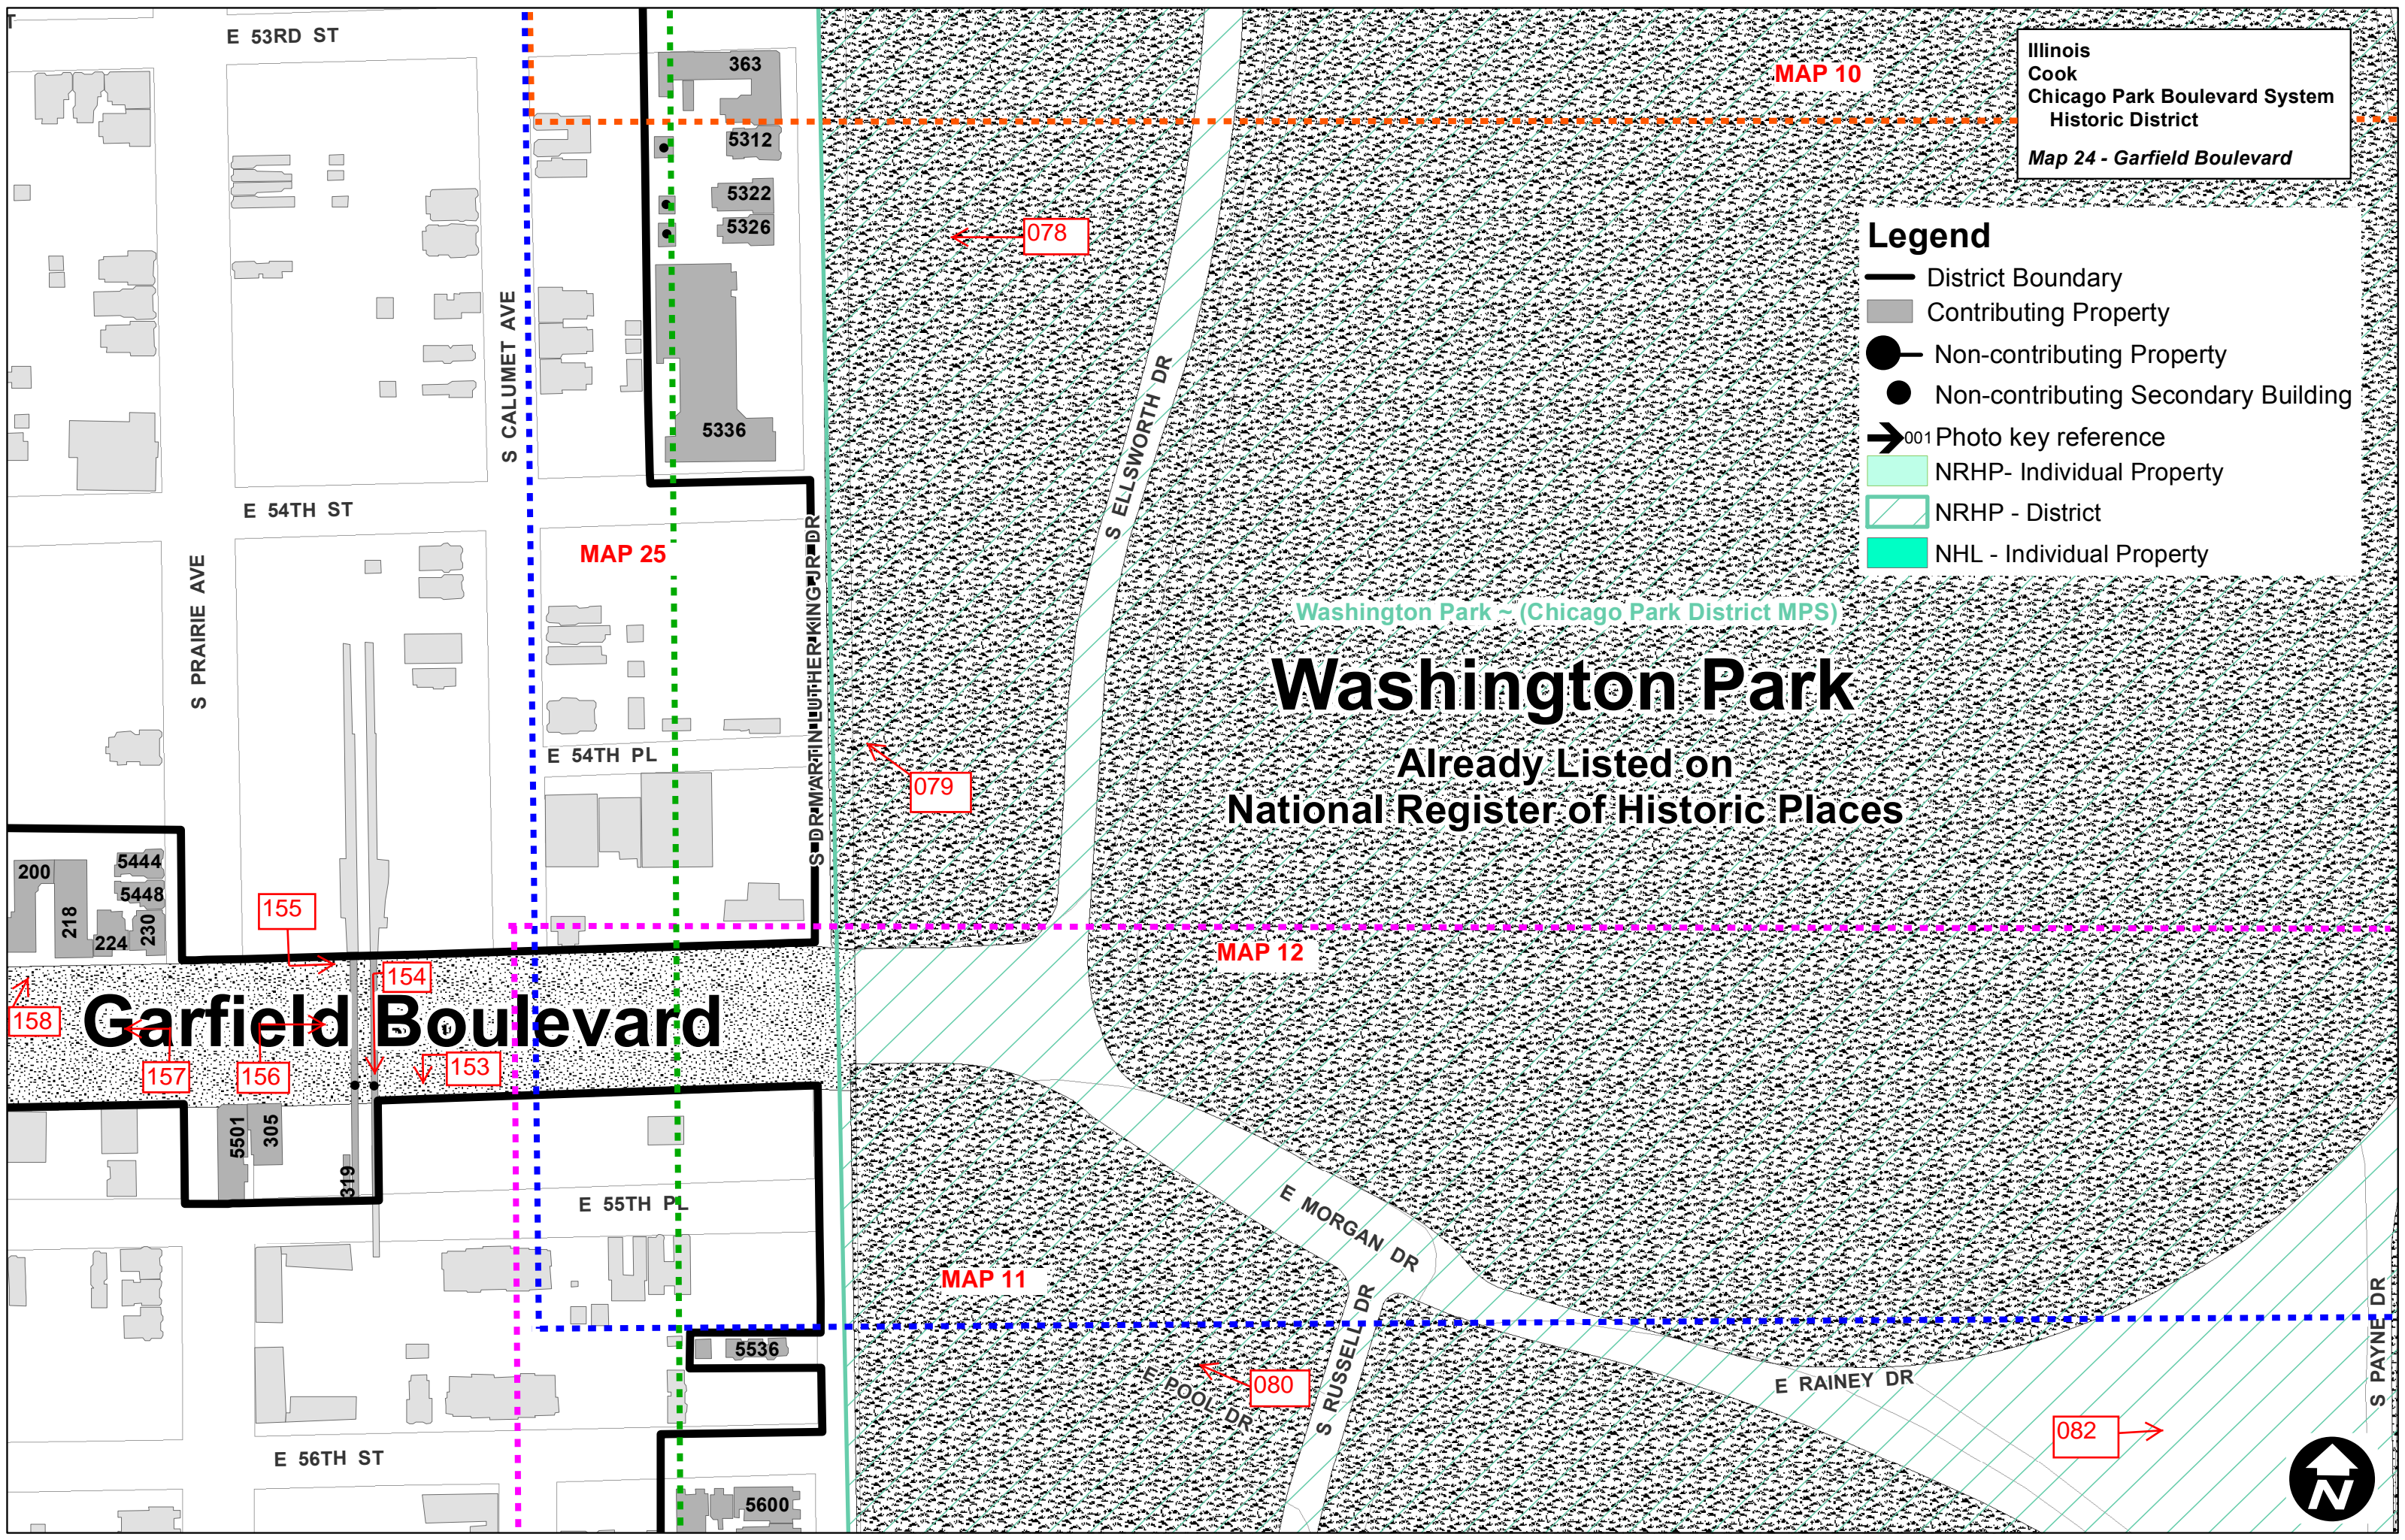 T
E 53RD ST
363
MAP 10
Illinois
Cook
Chicago Park Boulevard System
Historic District
Map 24 - Garfield Boulevard
5312
5322
5326
078
Legend
District Boundary
Contributing Property
Non-contributing Property
Non-contributing Secondary Building
001 Photo key reference
NRHP- Individual Property
NRHP - District
NHL - Individual Property
S CALUMET AVE
S ELLSWORTH DR
5336
E 54TH ST
MAP 25
S PRAIRIE AVE
S DR MARTIN LUTHER KING JR DR
Washington Park ~ (Chicago Park District MPS)
Washington Park
Already Listed on
National Register of Historic Places
E 54TH PL
079
200
218
5444
5448
224
230
155
154
MAP 12
158
Garfield Boulevard
157
156
153
5501
305
319
E 55TH PL
E MORGAN DR
MAP 11
S RUSSELL DR
S PAYNE DR
5536
080
E POOL DR
E RAINEY DR
082
E 56TH ST
5600
N